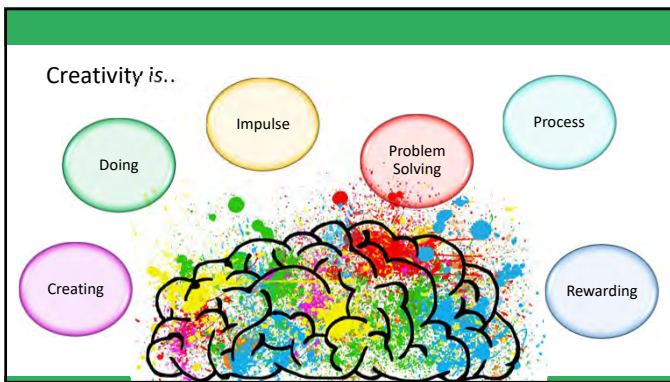 Creativity is..
Creating
Doing
Impulse
Problem
Solving
Process
Rewarding